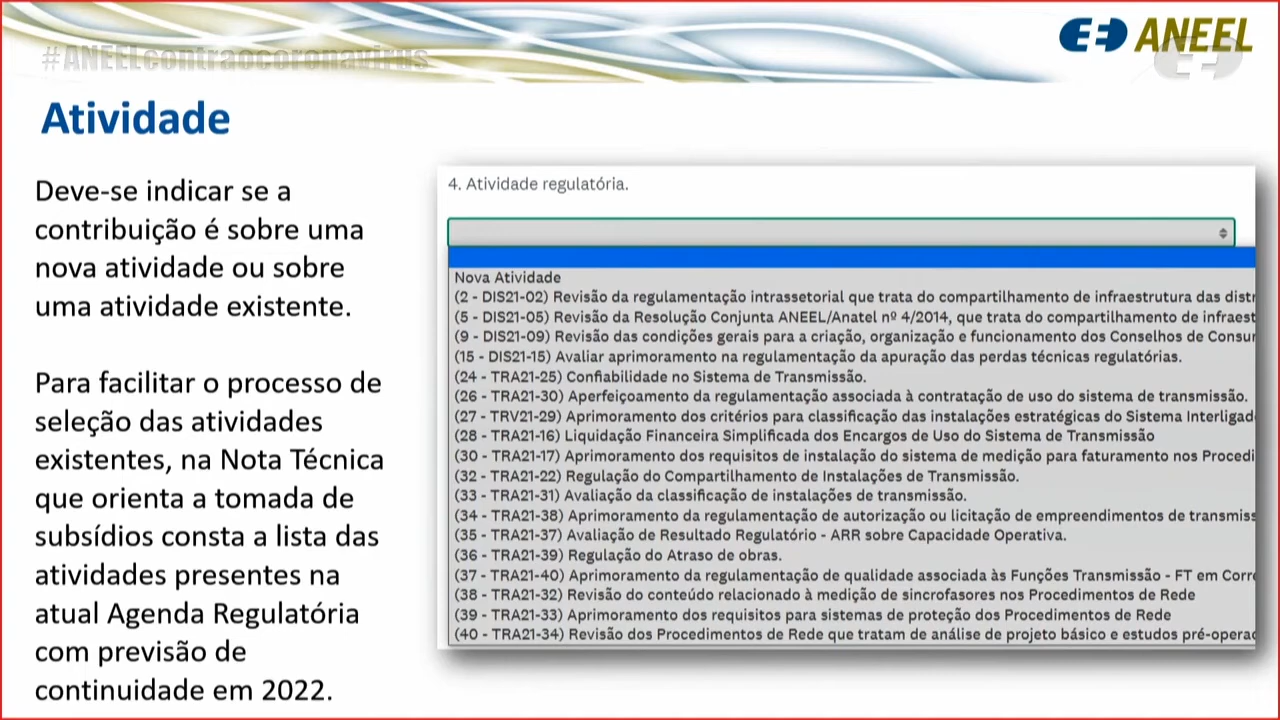 #ANEELcontraocoronavirus
ANEEL
Atividade
Deve-se indicar se a
contribuição é sobre uma
nova atividade ou sobre
uma atividade existente.
Para facilitar o processo de
seleção das atividades
existentes, na Nota Técnica
que orienta a tomada de
subsídios consta a lista das
atividades presentes na
atual Agenda Regulatória
com previsão de
continuidade em 2022.
4. Atividade regulatória.
Nova Atividade
(2 - DIS21-02) Revisão da regulamentação intrassetorial que trata do compartilhamento de infraestrutura das distr
(5 - DIS21-05) Revisão da Resolução Conjunta ANEEL/Anatel nº 4/2014, que trata do compartilhamento de infraest
(9 - DIS21-09) Revisão das condições gerais para a criação, organização e funcionamento dos Conselhos de Consur
(15 - DIS21-15) Avaliar aprimoramento na regulamentação da apuração das perdas técnicas regulatórias.
(24 - TRA21-25) Confiabilidade no Sistema de Transmissão.
(26 - TRA21-30) Aperfeiçoamento da regulamentação associada à contratação de uso do sistema de transmissão.
(27 - TRV21-29) Aprimoramento dos critérios para classificação das instalações estratégicas do Sistema Interligad
(28 - TRA21-16) Liquidação Financeira Simplificada dos Encargos de Uso do Sistema de Transmissão
(30 - TRA21-17) Aprimoramento dos requisitos de instalação do sistema de medição para faturamento nos Procedi
(32 - TRA21-22) Regulação do Compartilhamento de Instalações de Transmissão.
(33 - TRA21-31) Avaliação da classificação de instalações de transmissão.
(34 - TRA21-38) Aprimoramento da regulamentação de autorização ou licitação de empreendimentos de transmiss
(35 - TRA21-37) Avaliação de Resultado Regulatório - ARR sobre Capacidade Operativa.
(36 - TRA21-39) Regulação do Atraso de obras.
(37 - TRA21-40) Aprimoramento da regulamentação de qualidade associada às Funções Transmissão - FT em Corre
(38 - TRA21-32) Revisão do conteúdo relacionado à medição de sincrofasores nos Procedimentos de Rede
(39 - TRA21-33) Aprimoramento dos requisitos para sistemas de proteção dos Procedimentos de Rede
(40 - TRA21-34) Revisão dos Procedimentos de Rede que tratam de análise de projeto básico e estudos pré-operac